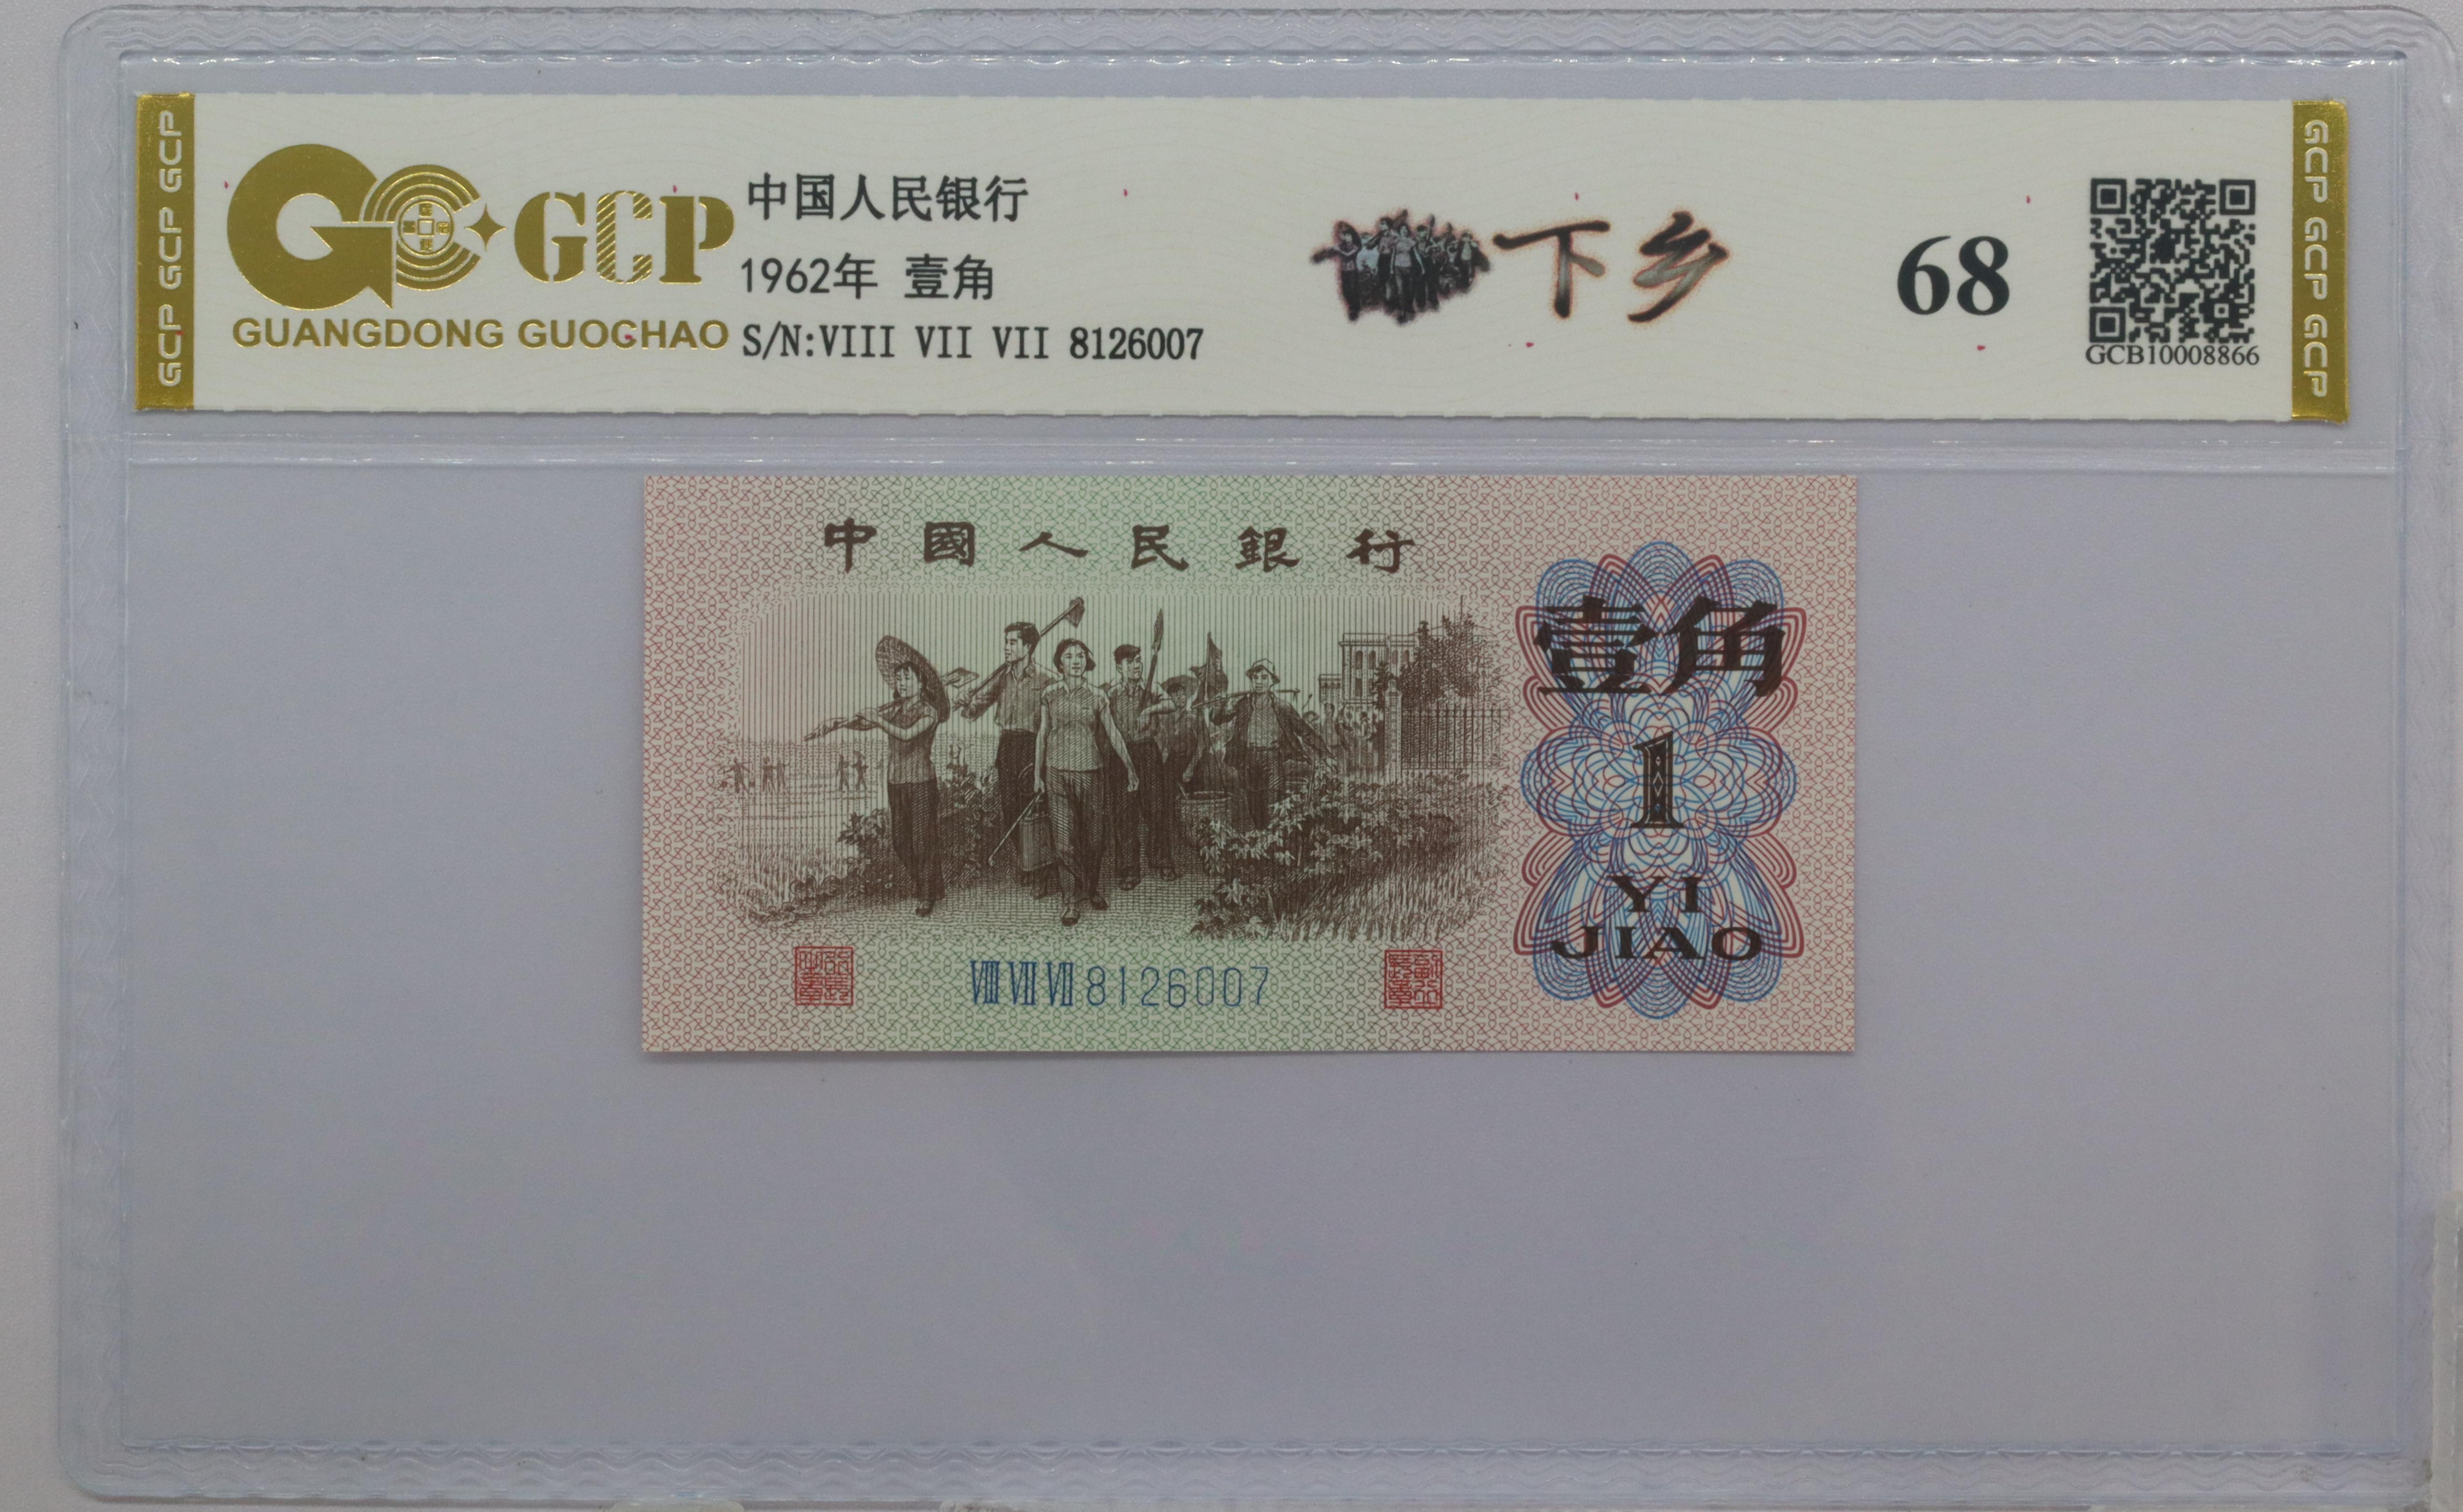 GCP GCP GCP
GCP
GUANGDONG GUOCHAO
中国人民银行
1962年 壹角
S/N:VIII VII VII 8126007
下乡
68
GCB10008866
GCP GCP GCP
中國人民銀行
壹角
1
YI
JIAO
VIII VII VII 8126007